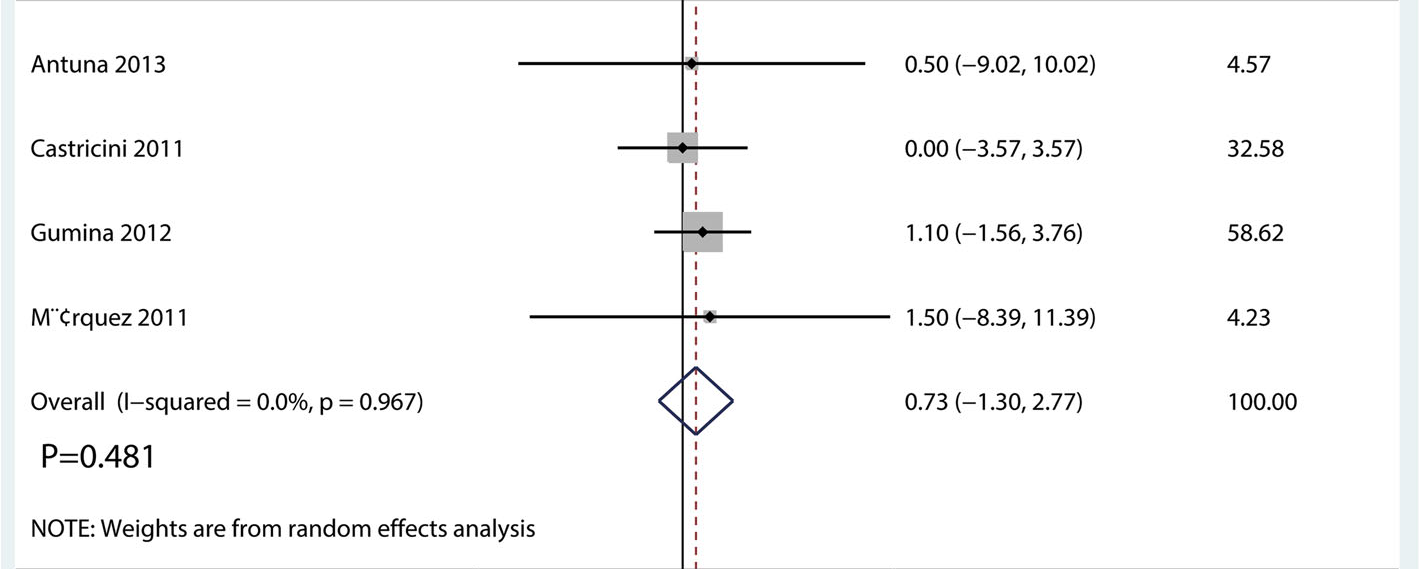 Antuna 2013 0.50 (−9.02, 10.02) 4.57
Castricini 2011 0.00 (−3.57, 3.57) 32.58
Gumina 2012 1.10 (−1.56, 3.76) 58.62
M¨¢rquez 2011 1.50 (−8.39, 11.39) 4.23
Overall (I−squared = 0.0%, p = 0.967) 0.73 (−1.30, 2.77) 100.00
P=0.481
NOTE: Weights are from random effects analysis